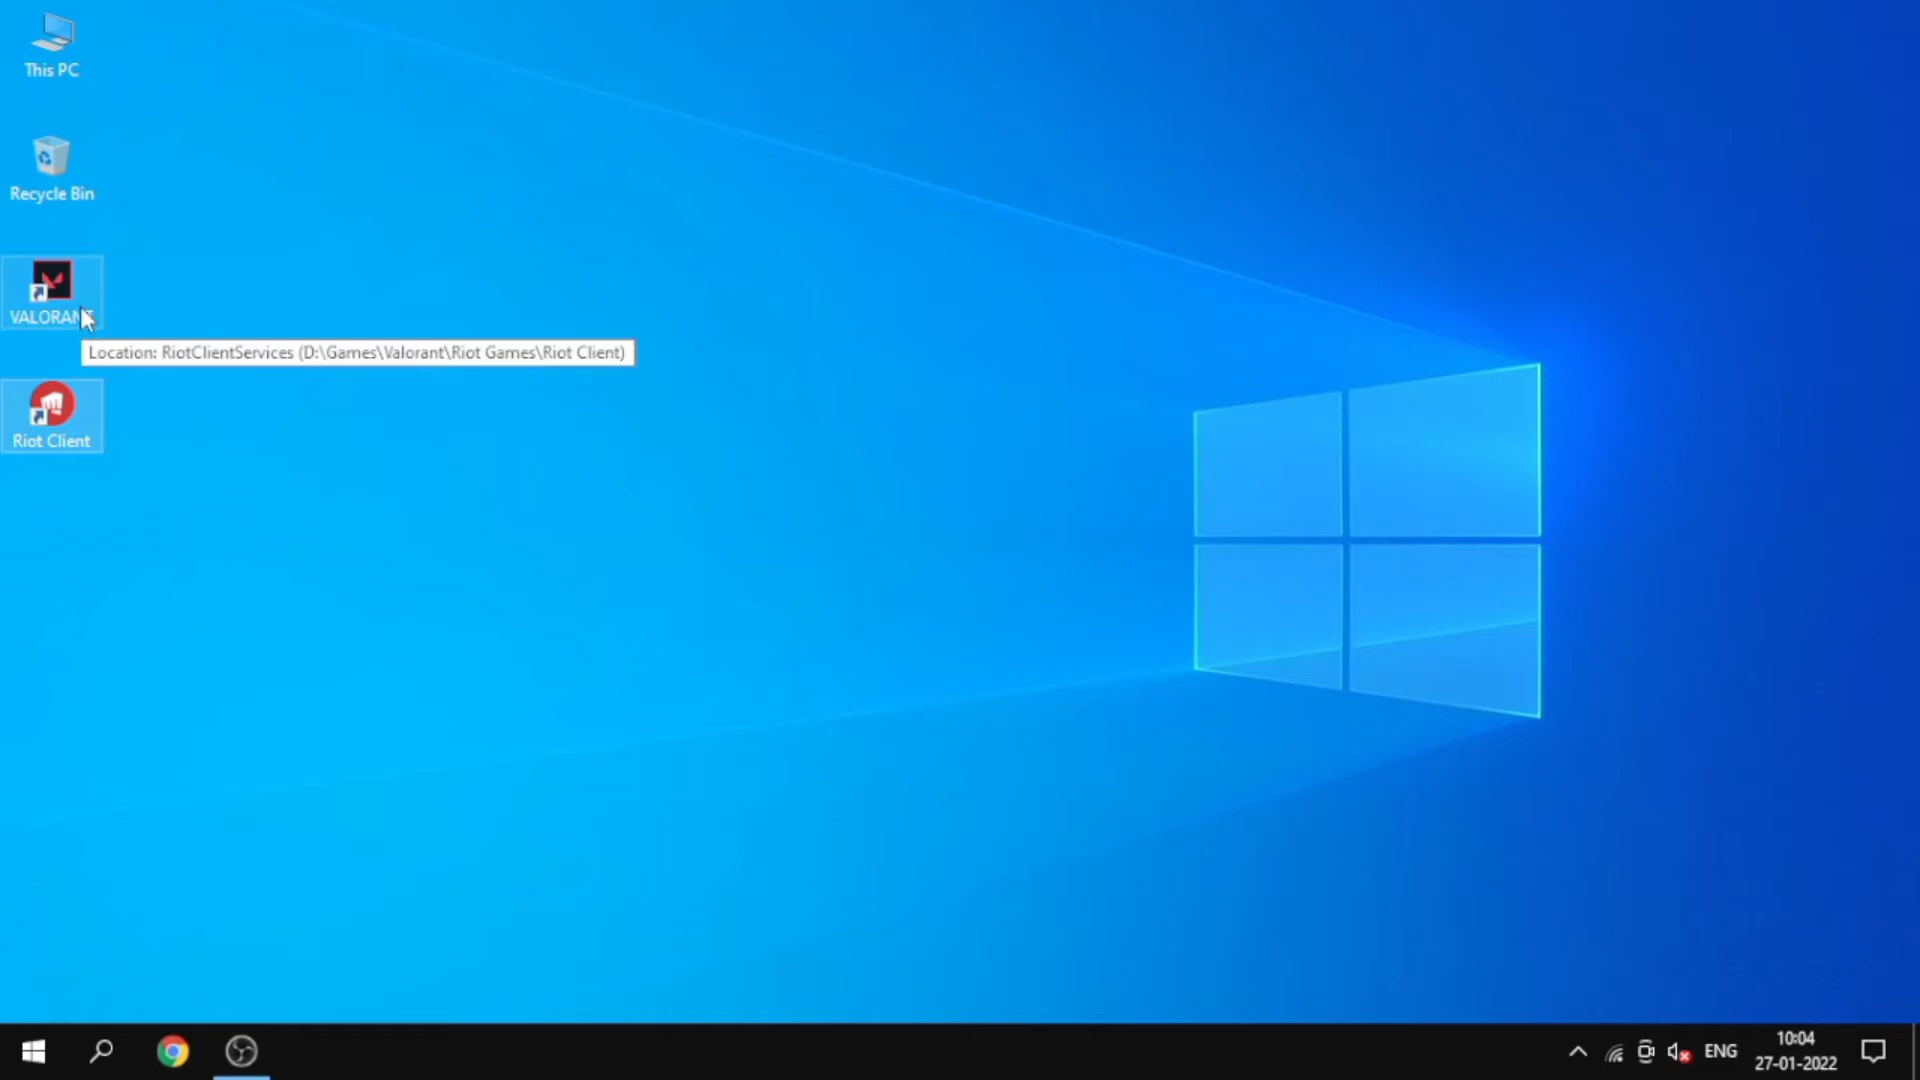 This PC
Recycle Bin
VALORANT
Location: RiotClientServices (D:\Games\Valorant\Riot Games\Riot Client)
Riot Client
ENG
10:04
27-01-2022